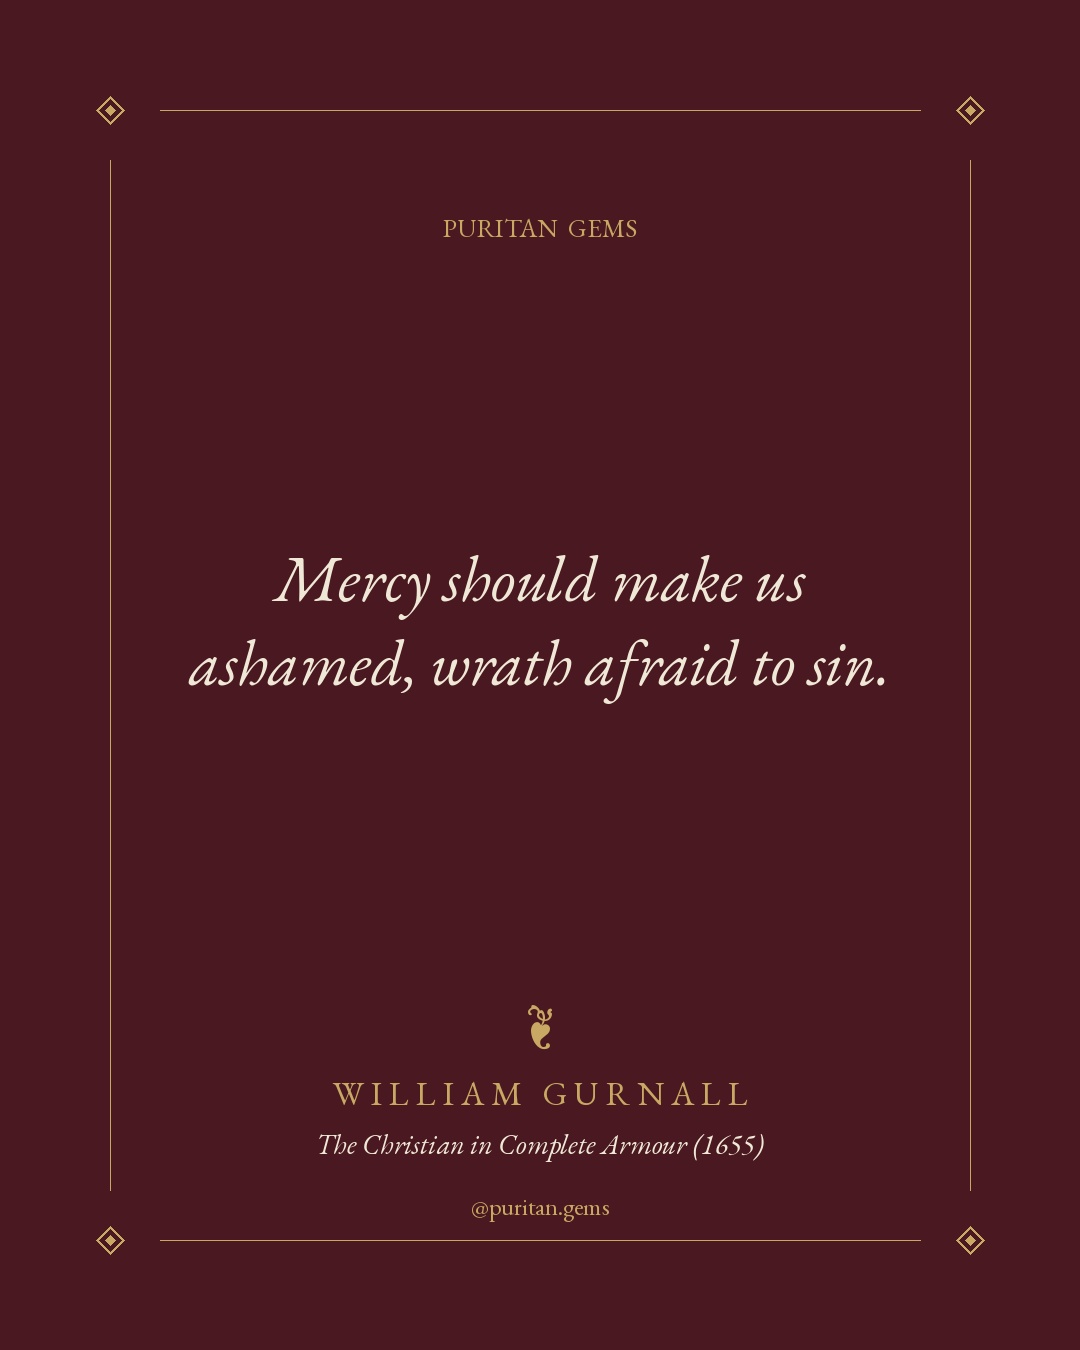 PURITAN GEMS
Mercy should make us
ashamed, wrath afraid to sin.
WILLIAM GURNALL
The Christian in Complete Armour (1655)
@puritan.gems